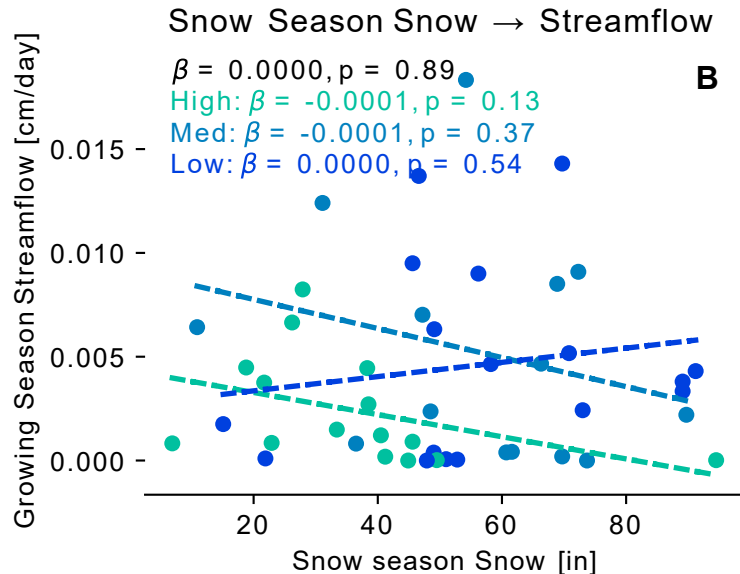 Snow Season Snow → Streamflow
β = 0.0000, p = 0.89
B
High: β = -0.0001, p = 0.13
Med: β = -0.0001, p = 0.37
Low: β = 0.0000, p = 0.54
Growing Season Streamflow [cm/day]
0.015
0.010
0.005
0.000
20 40 60 80
Snow season Snow [in]